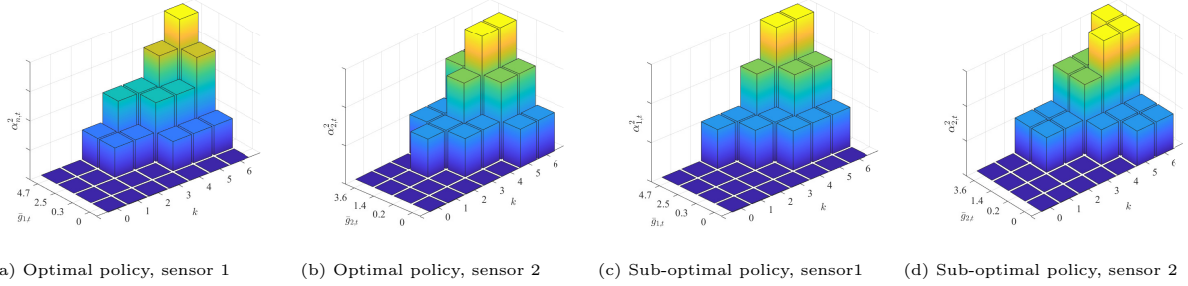 α²ₙ,ₜ
4.7
2.5
0.3
0
ḡ₁,ₜ
0
1
2
3
4
5
6
k
α²₂,ₜ
3.6
1.4
0.2
0
ḡ₂,ₜ
0
1
2
3
4
5
6
k
α²₁,ₜ
4.7
2.5
0.3
0
ḡ₁,ₜ
0
1
2
3
4
5
6
k
α²₂,ₜ
3.6
1.4
0.2
0
ḡ₂,ₜ
0
1
2
3
4
5
6
k
a) Optimal policy, sensor 1
(b) Optimal policy, sensor 2
(c) Sub-optimal policy, sensor1
(d) Sub-optimal policy, sensor 2